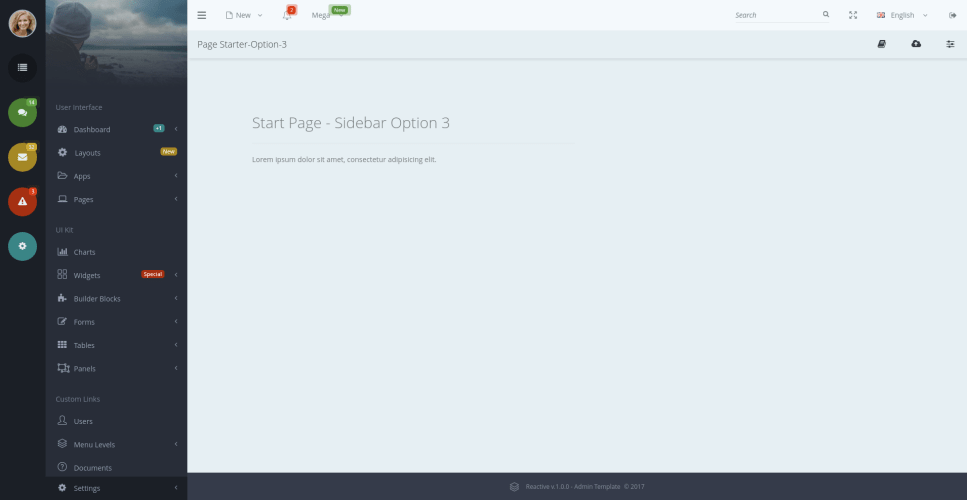 New
2
Mega
New
Search
English
Page Starter-Option-3
14
3
User Interface
Dashboard
+1
Layouts
New
Apps
Pages
UI Kit
Charts
Widgets
Special
Builder Blocks
Forms
Tables
Panels
Custom Links
Users
Menu Levels
Documents
Settings
Start Page - Sidebar Option 3
Lorem ipsum dolor sit amet, consectetur adipisicing elit.
Reactive v.1.0.0 - Admin Template © 2017